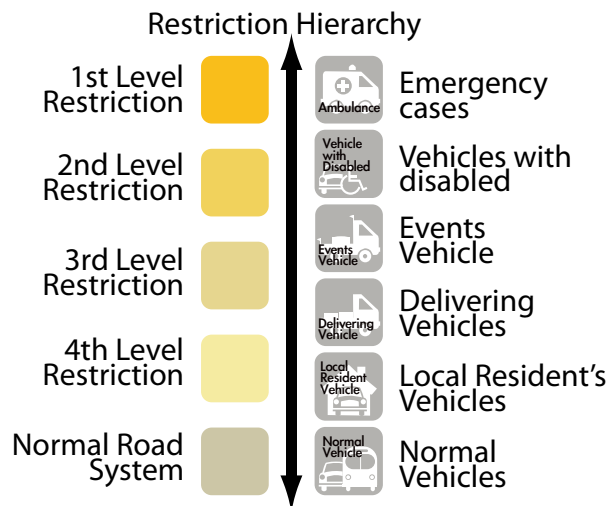 Restriction Hierarchy
1st Level
Restriction
2nd Level
Restriction
3rd Level
Restriction
4th Level
Restriction
Normal Road
System
Ambulance
Emergency
cases
Vehicle
with
Disabled
Vehicles with
disabled
Events
Vehicle
Events
Vehicle
Delivering
Vehicle
Delivering
Vehicles
Local
Resident
Vehicle
Local Resident's
Vehicles
Normal
Vehicle
Normal
Vehicles